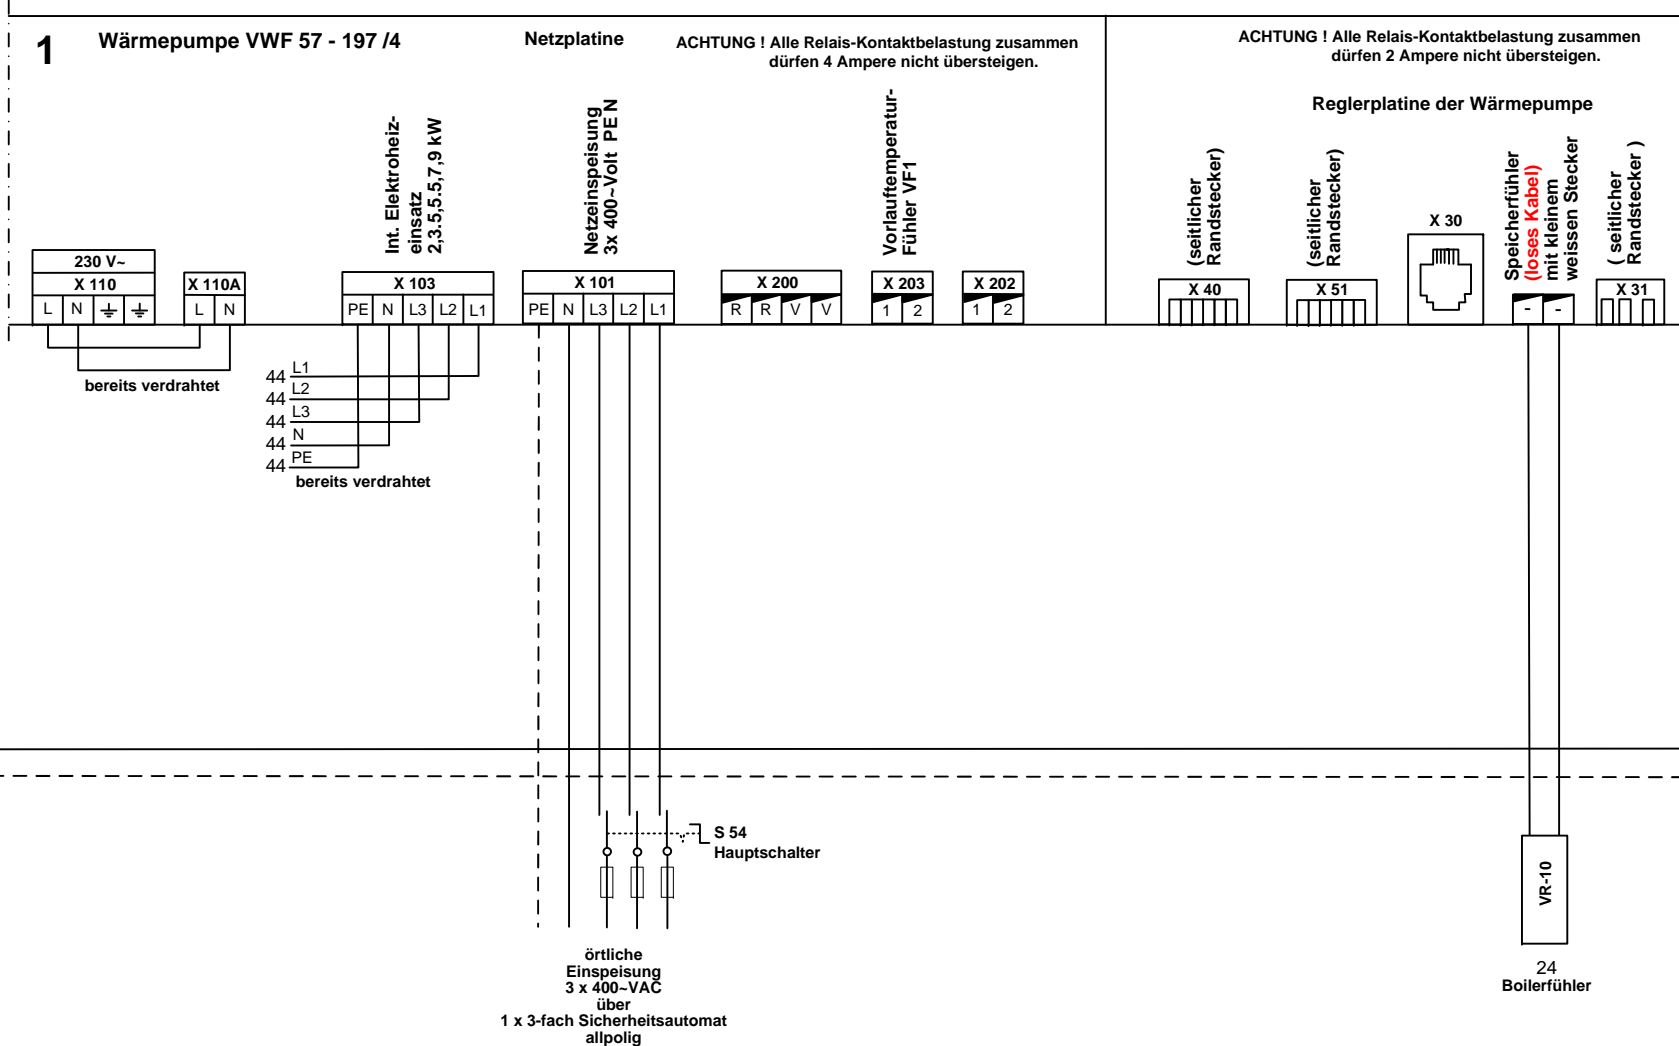 1
Wärmepumpe VWF 57 - 197 /4
Netzplatine
ACHTUNG ! Alle Relais-Kontaktbelastung zusammen
dürfen 4 Ampere nicht übersteigen.
ACHTUNG ! Alle Relais-Kontaktbelastung zusammen
dürfen 2 Ampere nicht übersteigen.
Reglerplatine der Wärmepumpe
Int. Elektroheiz-
einsatz
2,3.5,5.5,7,9 kW
Netzeinspeisung
3x 400~Volt PE N
Vorlauftemperatur-
Fühler VF1
(seitlicher
Randstecker)
(seitlicher
Randstecker)
X 30
Speicherfühler
(loses Kabel)
mit kleinem
weissen Stecker
( seitlicher
Randstecker )
230 V~
X 110
L N
X 110A
L N
X 103
PE N L3 L2 L1
X 101
PE N L3 L2 L1
X 200
R R V V
X 203
1 2
X 202
1 2
X 40
X 51
- -
X 31
bereits verdrahtet
44 L1
44 L2
44 L3
44 N
44 PE
bereits verdrahtet
S 54
Hauptschalter
örtliche
Einspeisung
3 x 400~VAC
über
1 x 3-fach Sicherheitsautomat
allpolig
VR-10
24
Boilerfühler